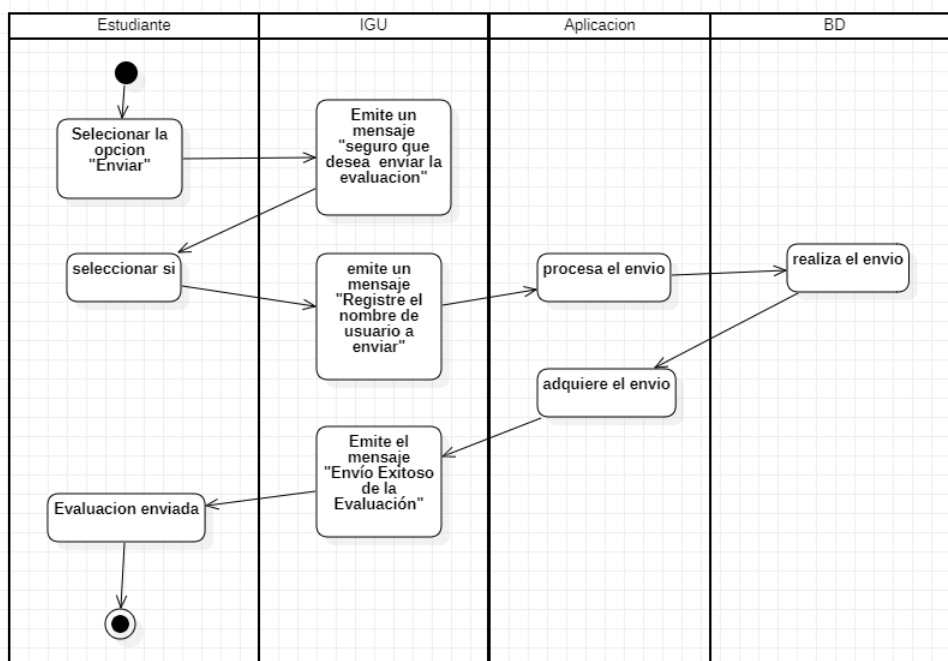 Estudiante
IGU
Aplicacion
BD
Selecionar la
opcion
"Enviar"
Emite un
mensaje
"seguro que
desea enviar la
evaluacion"
seleccionar si
emite un
mensaje
"Registre el
nombre de
usuario a
enviar"
procesa el envio
realiza el envio
adquiere el envio
Emite el
mensaje
"Envío Exitoso
de la
Evaluación"
Evaluacion enviada